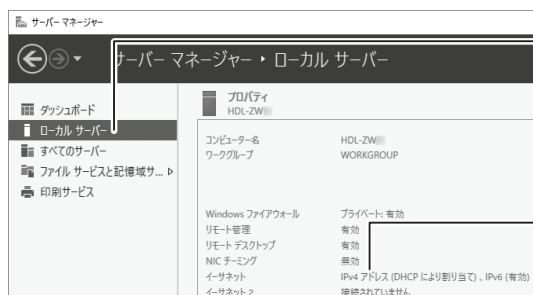 サーバー マネージャー
サーバー マネージャー ・ ローカル サーバー
ダッシュボード
ローカル サーバー
すべてのサーバー
ファイル サービスと記憶域サ...
印刷サービス
プロパティ
HDL-ZW
コンピューター名 HDL-ZW
ワークグループ WORKGROUP
Windows ファイアウォール プライベート: 有効
リモート管理 有効
リモート デスクトップ 有効
NIC チーミング 無効
イーサネット IPv4 アドレス (DHCP により割り当て)、IPv6 (有効)
イーサネット 2 接続されていません